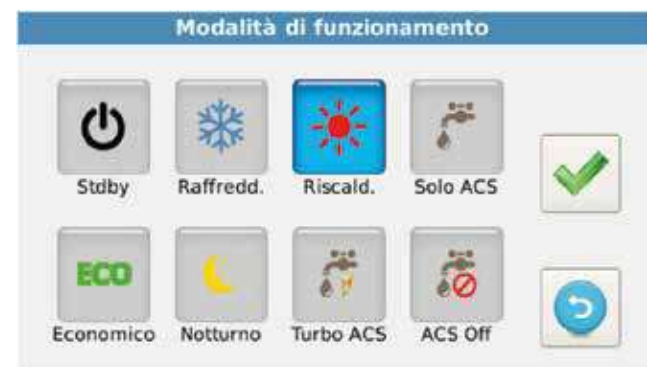 Modalità di funzionamento
Stdby Raffredd. Riscald. Solo ACS
ECO
Economico Notturno Turbo ACS ACS Off